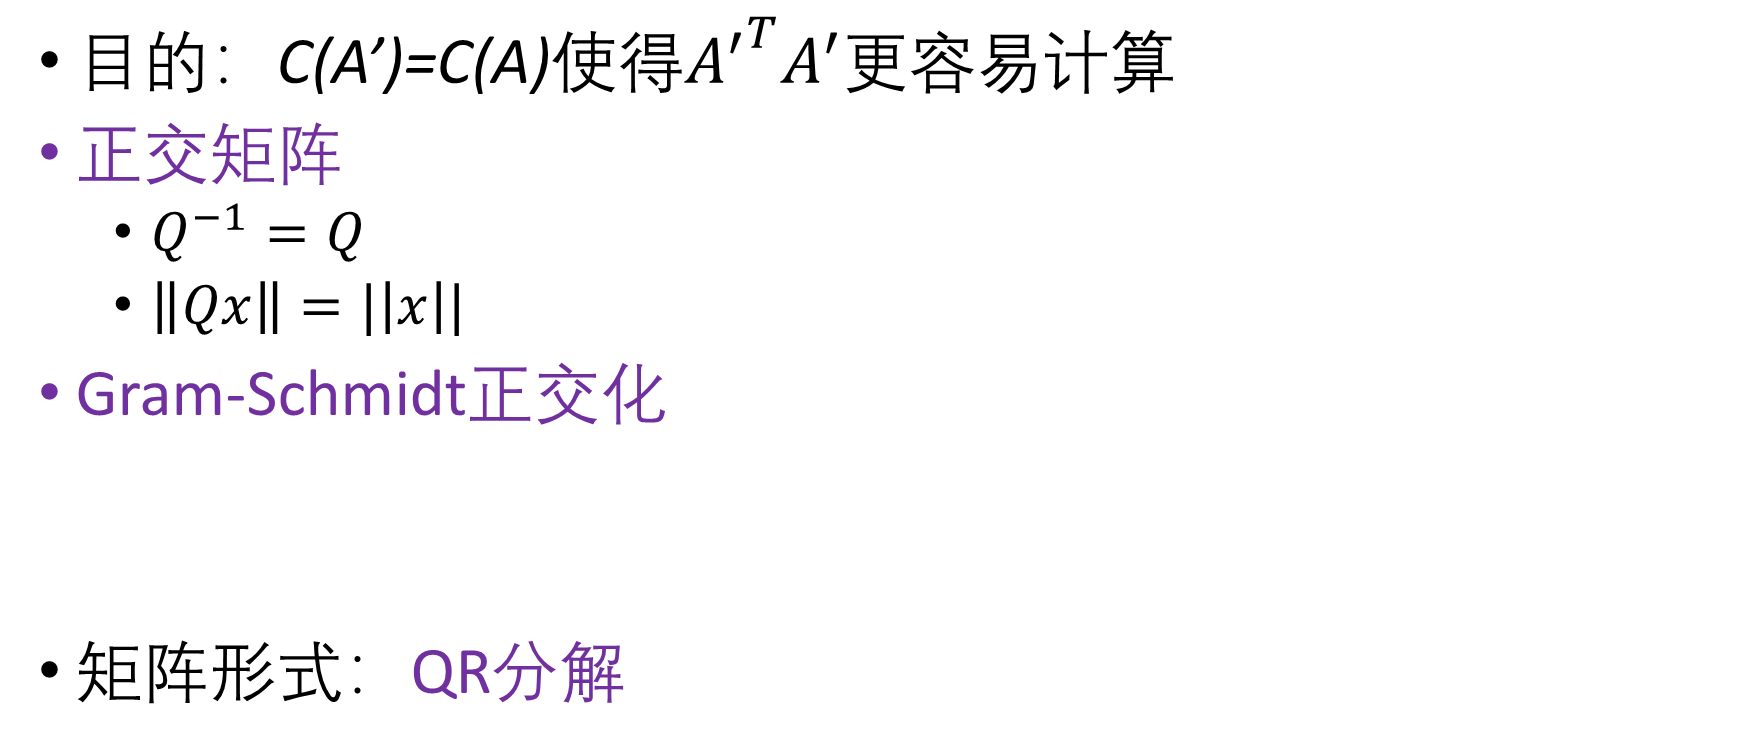 • 目的： C(A’)=C(A)使得A′ᵀA′更容易计算
• 正交矩阵
• Q⁻¹ = Q
• ‖Qx‖ = ||x||
• Gram-Schmidt正交化
• 矩阵形式：QR分解